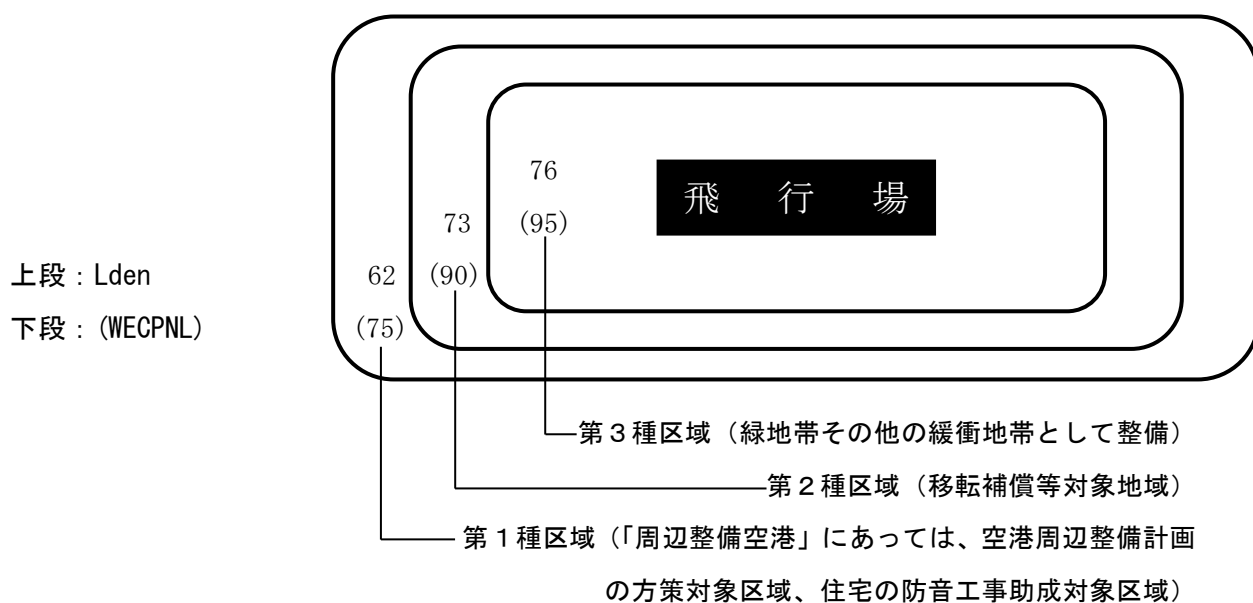 76
飛 行 場
73
(95)
上段：Lden
62
(90)
下段：(WECPNL)
(75)
第３種区域（緑地帯その他の緩衝地帯として整備）
第２種区域（移転補償等対象地域）
第１種区域（「周辺整備空港」にあっては、空港周辺整備計画
の方策対象区域、住宅の防音工事助成対象区域）